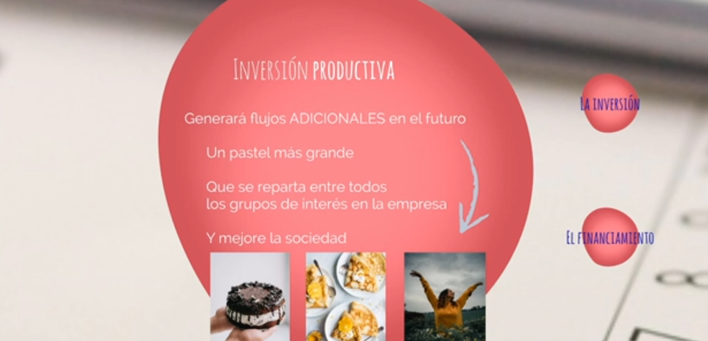 Inversión productiva
Generará flujos ADICIONALES en el futuro
Un pastel más grande
Que se reparta entre todos
los grupos de interés en la empresa
Y mejore la sociedad
La inversión
El financiamiento